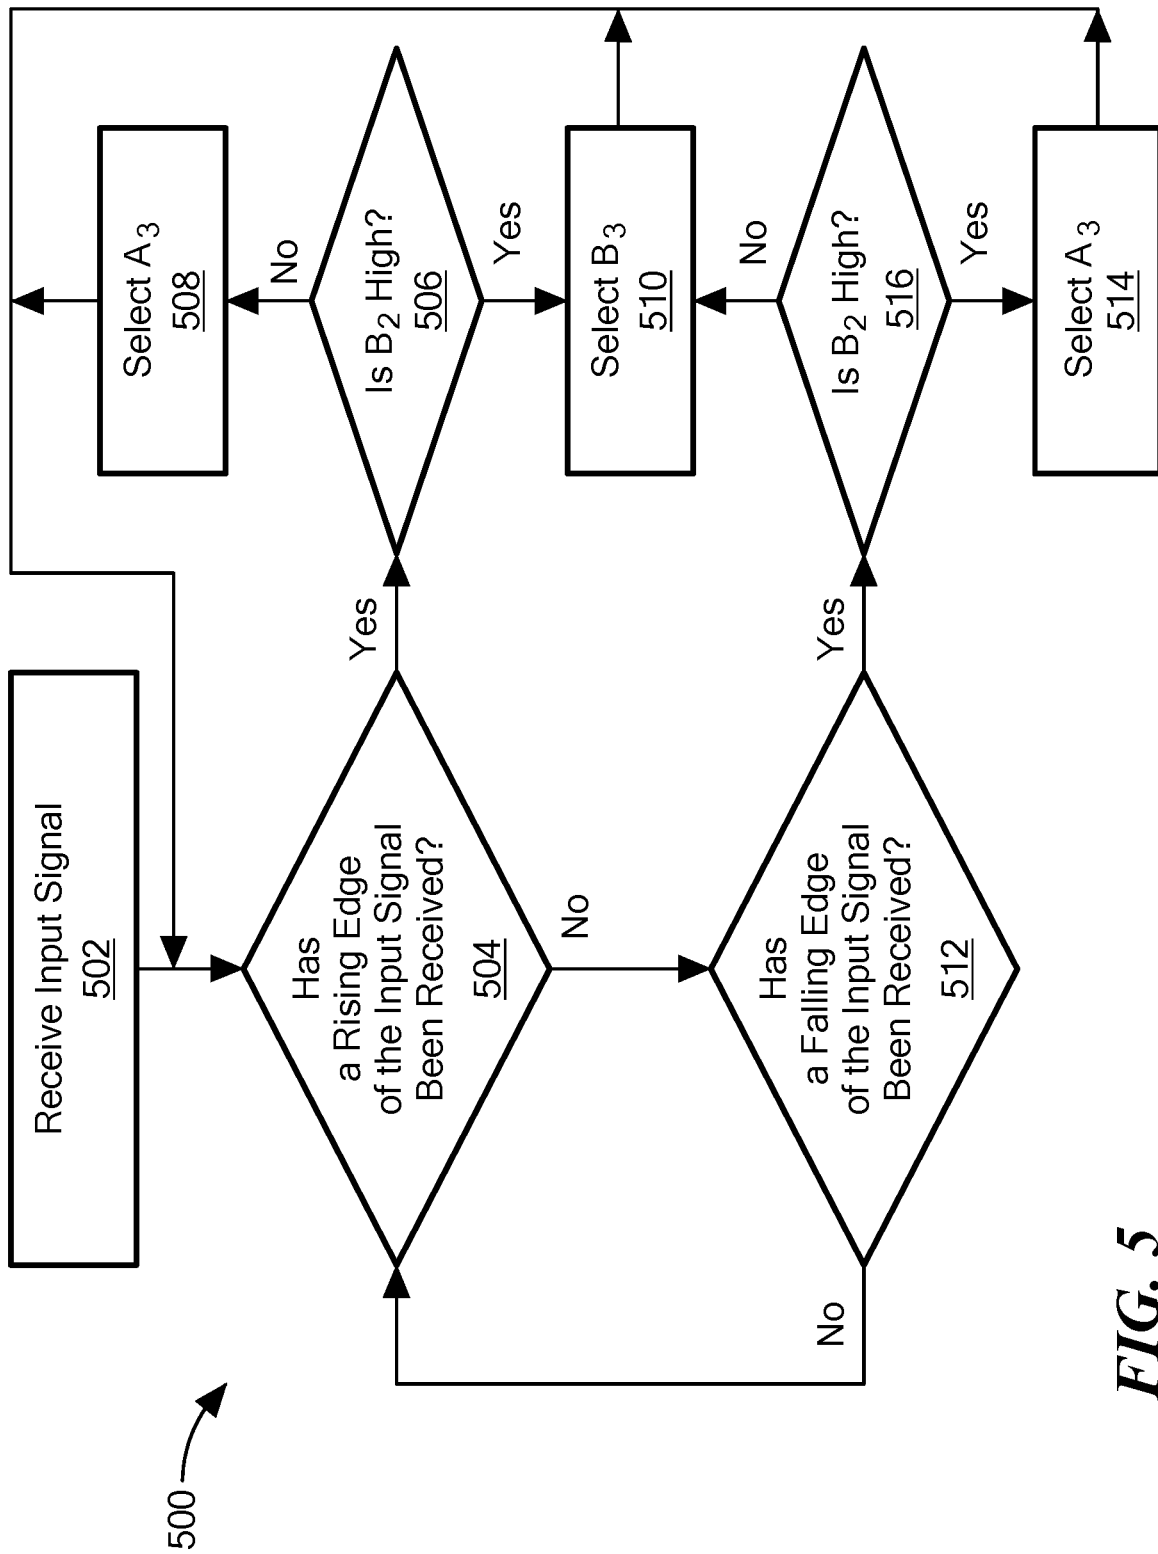 500
Receive Input Signal
502
Has
a Rising Edge
of the Input Signal
Been Received?
504
Yes
No
Is B₂ High?
506
No
Yes
Select A₃
508
Select B₃
510
Has
a Falling Edge
of the Input Signal
Been Received?
512
No
Yes
Is B₂ High?
516
No
Yes
Select A₃
514
FIG. 5